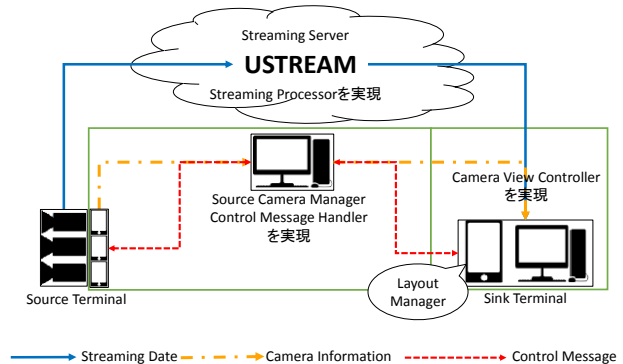 Streaming Server
USTREAM
Streaming Processorを実現
Source Camera Manager
Control Message Handler
を実現
Camera View Controller
を実現
Source Terminal
Layout
Manager
Sink Terminal
Streaming Date
Camera Information
Control Message